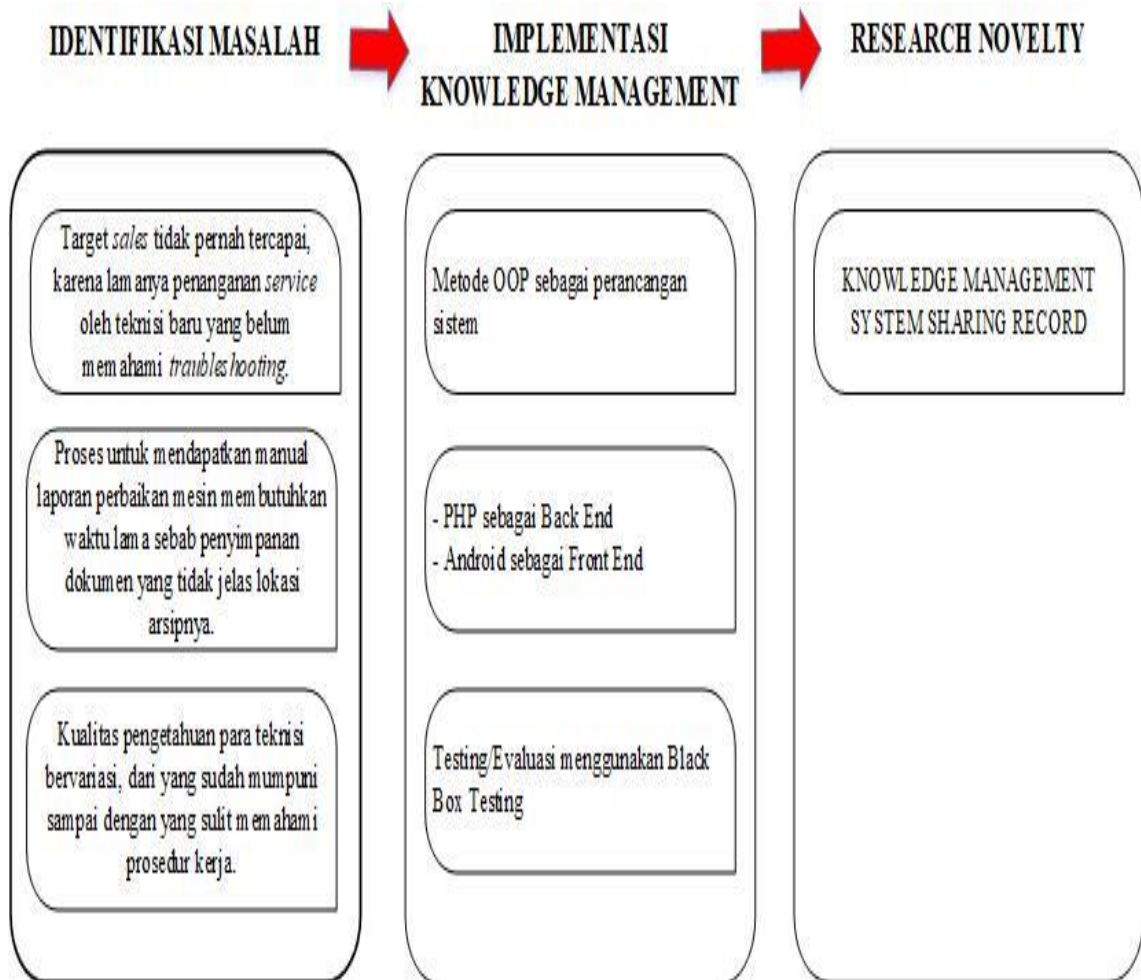 IDENTIFIKASI MASALAH
IMPLEMENTASI
KNOWLEDGE MANAGEMENT
RESEARCH NOVELTY
Target sales tidak pernah tercapai,
karena lamanya penanganan service
oleh teknisi baru yang belum
memahami traubleshooting.
Proses untuk mendapatkan manual
laporan perbaikan mesin membutuhkan
waktu lama sebab penyimpanan
dokumen yang tidak jelas lokasi
arsipnya.
Kualitas pengetahuan para teknisi
bervariasi, dari yang sudah mumpuni
sampai dengan yang sulit memahami
prosedur kerja.
Metode OOP sebagai perancangan
sistem
- PHP sebagai Back End
- Android sebagai Front End
Testing/Evaluasi menggunakan Black
Box Testing
KNOWLEDGE MANAGEMENT
SYSTEM SHARING RECORD